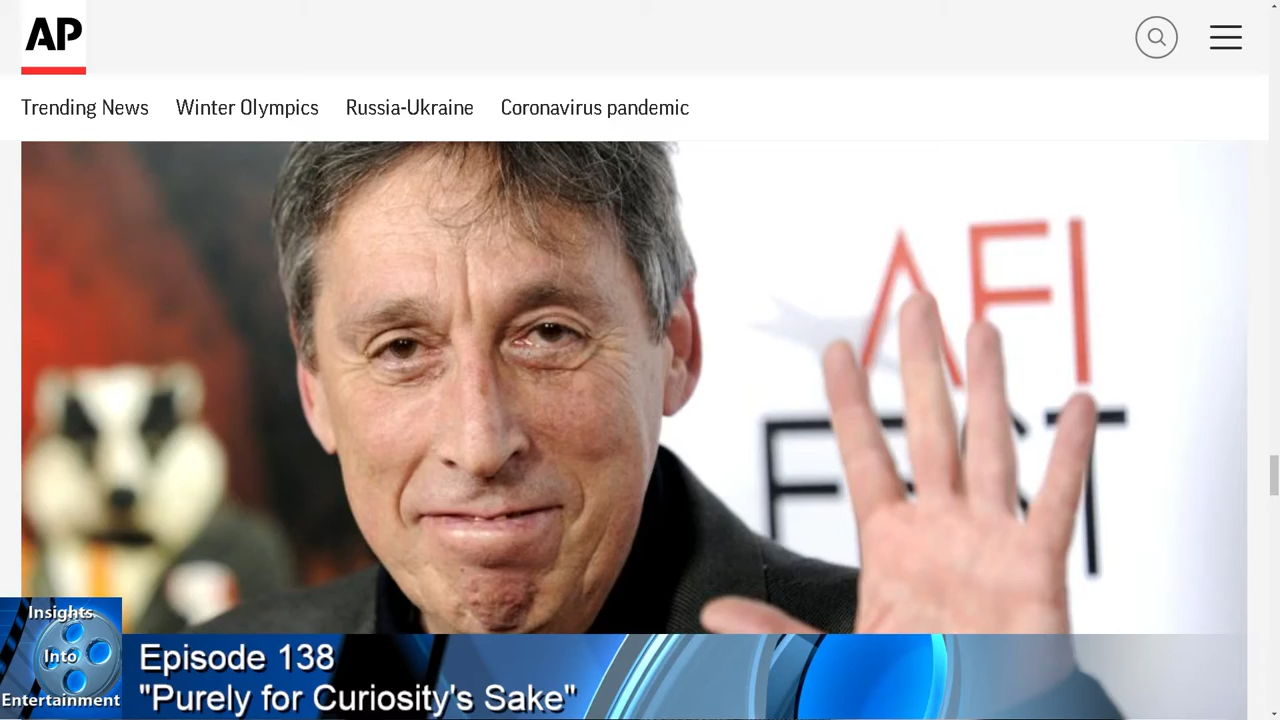 AP
Trending News Winter Olympics Russia-Ukraine Coronavirus pandemic
AFI
FEST
Insights
Into
Entertainment
Episode 138
"Purely for Curiosity's Sake"